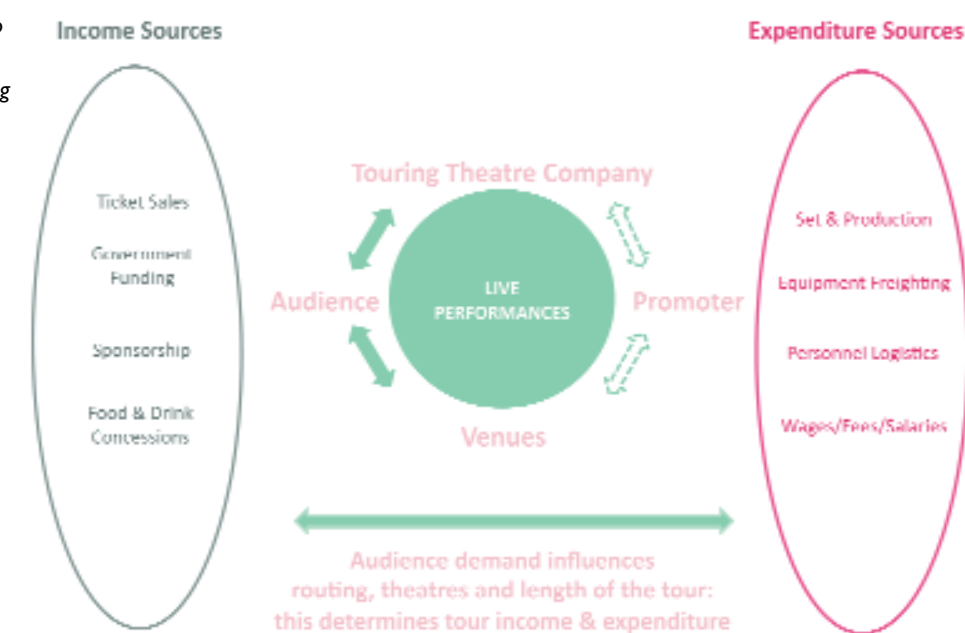 Income Sources
Expenditure Sources
g
Touring Theatre Company
Ticket Sales
Set & Production
Government
Funding
Equipment Freighting
LIVE
PERFORMANCES
Audience
Promoter
Sponsorship
Personnel Logistics
Food & Drink
Concessions
Wages/Fees/Salaries
Venues
Audience demand influences
routing, theatres and length of the tour:
this determines tour income & expenditure